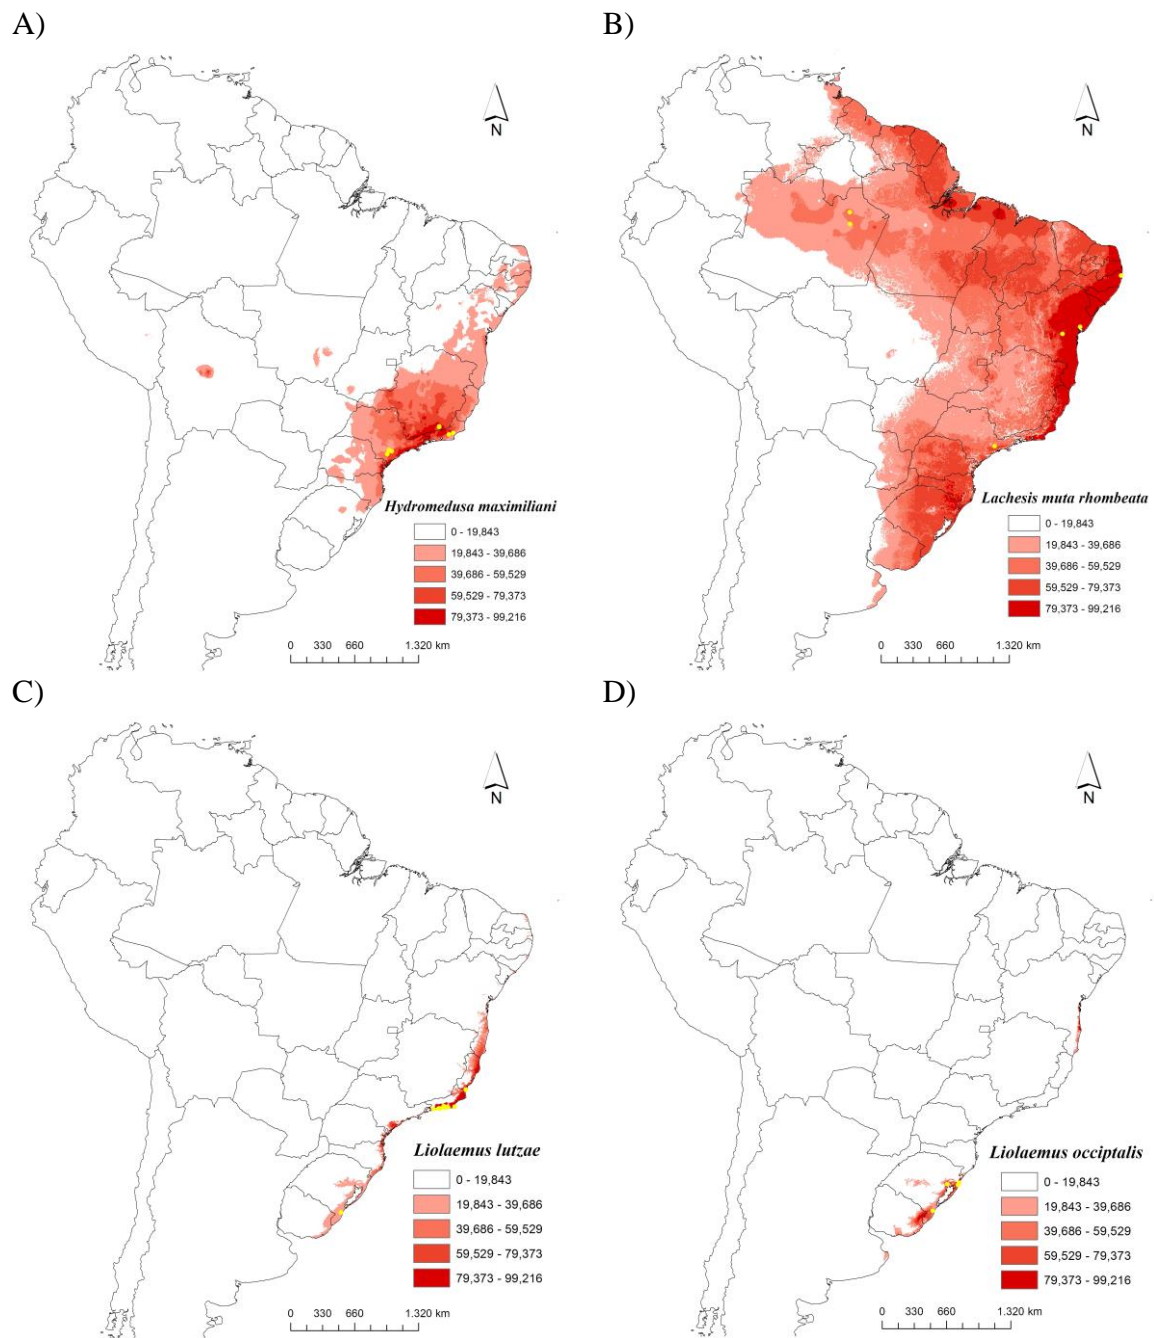 A)
B)
N
N
Hydromedusa maximiliani
0 - 19,843
19,843 - 39,686
39,686 - 59,529
59,529 - 79,373
79,373 - 99,216
0 330 660 1.320 km
Lachesis muta rhombeata
0 - 19,843
19,843 - 39,686
39,686 - 59,529
59,529 - 79,373
79,373 - 99,216
0 330 660 1.320 km
C)
D)
N
N
Liolaemus lutzae
0 - 19,843
19,843 - 39,686
39,686 - 59,529
59,529 - 79,373
79,373 - 99,216
0 330 660 1.320 km
Liolaemus occiptalis
0 - 19,843
19,843 - 39,686
39,686 - 59,529
59,529 - 79,373
79,373 - 99,216
0 330 660 1.320 km